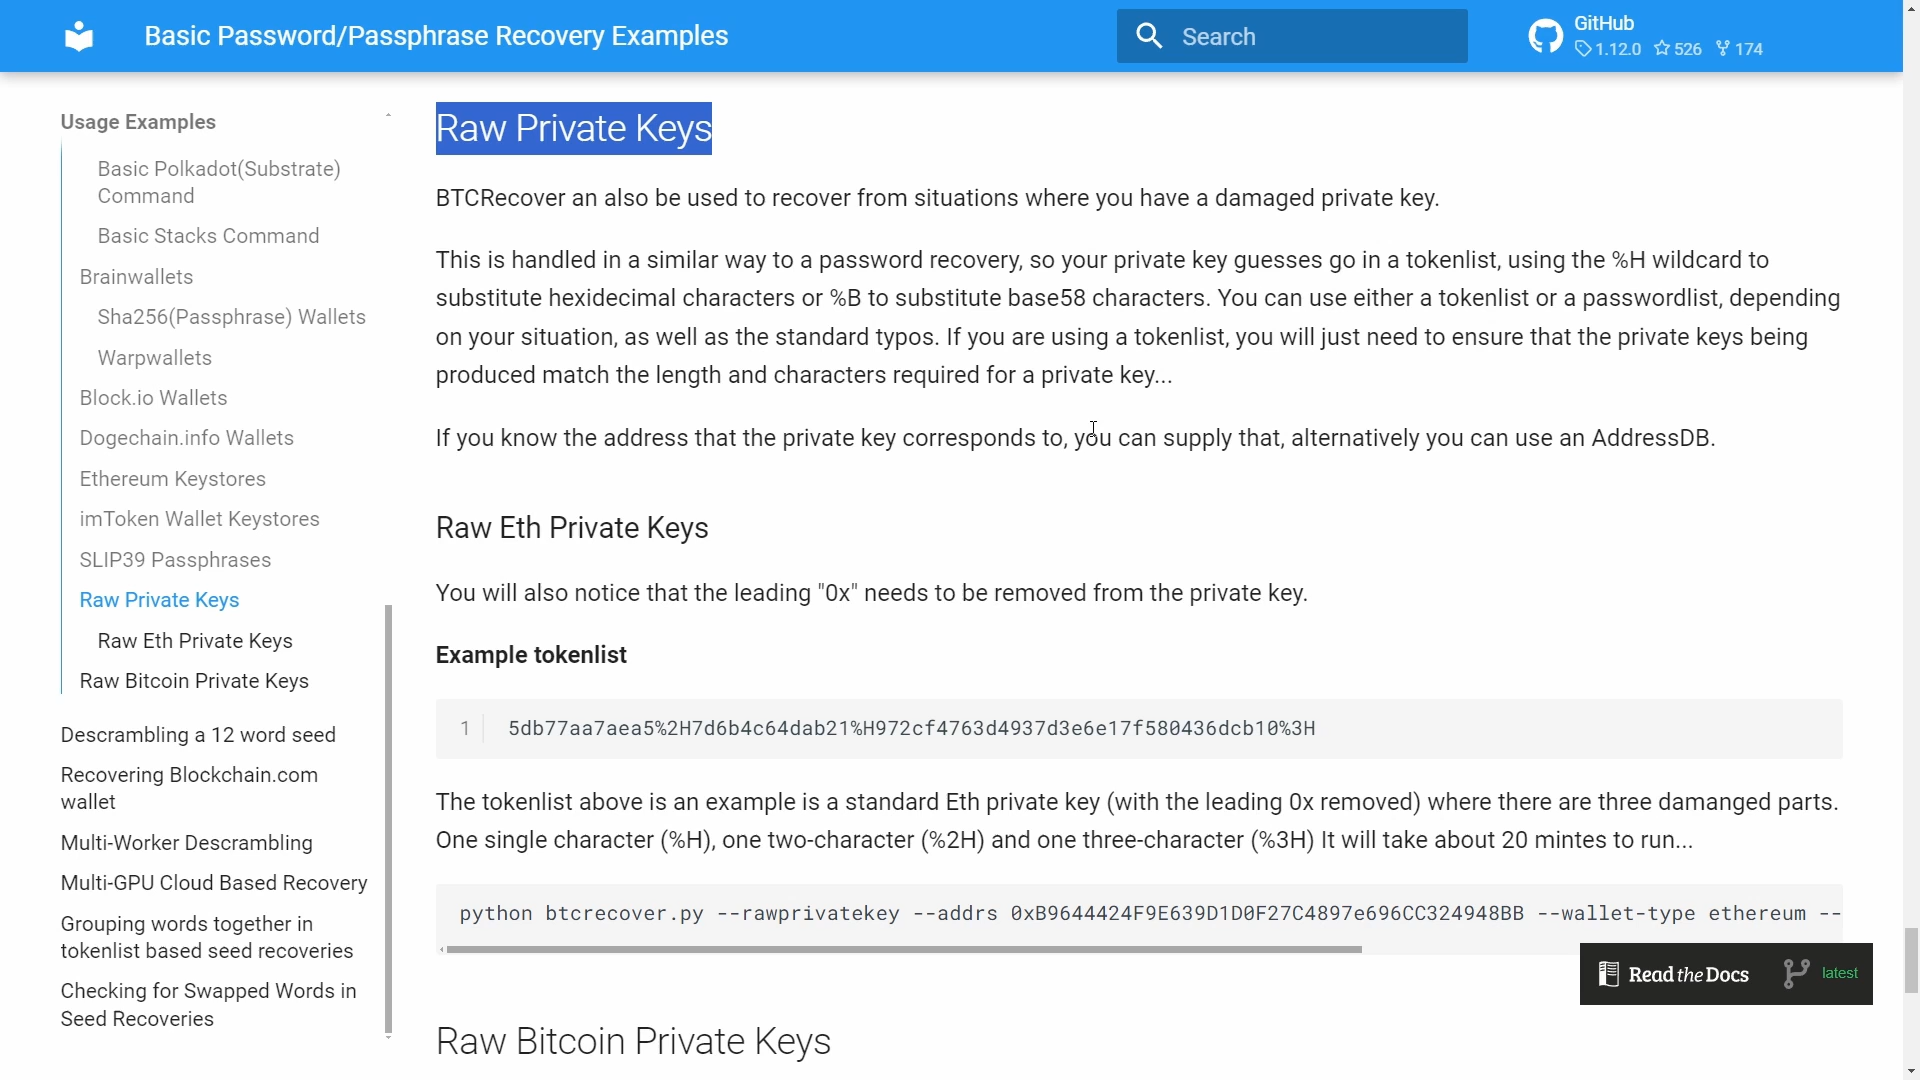 Basic Password/Passphrase Recovery Examples
Search
GitHub
1.12.0 526 174
Usage Examples
Basic Polkadot(Substrate)
Command
Basic Stacks Command
Brainwallets
Sha256(Passphrase) Wallets
Warpwallets
Block.io Wallets
Dogechain.info Wallets
Ethereum Keystores
imToken Wallet Keystores
SLIP39 Passphrases
Raw Private Keys
Raw Eth Private Keys
Raw Bitcoin Private Keys
Descrambling a 12 word seed
Recovering Blockchain.com
wallet
Multi-Worker Descrambling
Multi-GPU Cloud Based Recovery
Grouping words together in
tokenlist based seed recoveries
Checking for Swapped Words in
Seed Recoveries
Raw Private Keys
BTCRecover an also be used to recover from situations where you have a damaged private key.
This is handled in a similar way to a password recovery, so your private key guesses go in a tokenlist, using the %H wildcard to
substitute hexidecimal characters or %B to substitute base58 characters. You can use either a tokenlist or a passwordlist, depending
on your situation, as well as the standard typos. If you are using a tokenlist, you will just need to ensure that the private keys being
produced match the length and characters required for a private key...
If you know the address that the private key corresponds to, you can supply that, alternatively you can use an AddressDB.
Raw Eth Private Keys
You will also notice that the leading "0x" needs to be removed from the private key.
Example tokenlist
1 5db77aa7aea5%2H7d6b4c64dab21%H972cf4763d4937d3e6e17f580436dcb10%3H
The tokenlist above is an example is a standard Eth private key (with the leading 0x removed) where there are three damanged parts.
One single character (%H), one two-character (%2H) and one three-character (%3H) It will take about 20 mintes to run...
python btcrecover.py --rawprivatekey --addrs 0xB9644424F9E639D1D0F27C4897e696CC324948BB --wallet-type ethereum --
Read the Docs latest
Raw Bitcoin Private Keys